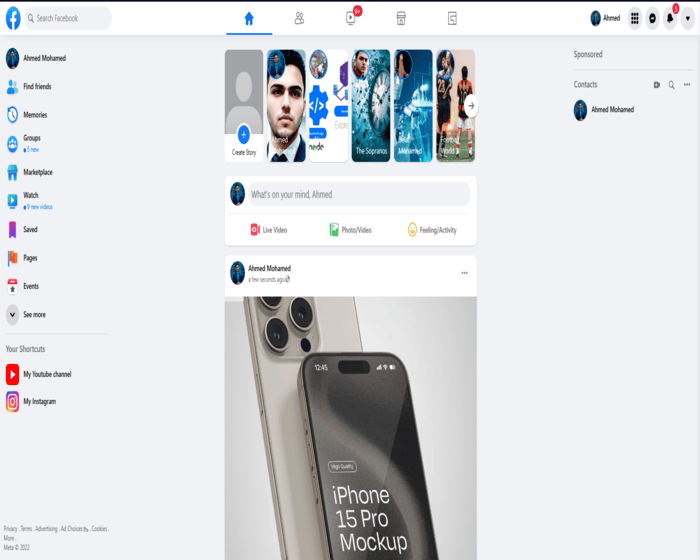 Search Facebook
9+
Ahmed
3
Ahmed Mohamed
Find friends
Memories
Groups
5 new
Marketplace
Watch
9 new videos
Saved
Pages
Events
See more
Your Shortcuts
My Youtube channel
My Instagram
Privacy . Terms . Advertising . Ad Choices . Cookies .
More .
Meta © 2022
Create Story
Ahmed
The Sopranos
Mohamed
Football
World
What's on your mind, Ahmed
Live Video
Photo/Video
Feeling/Activity
Ahmed Mohamed
a few seconds ago
12:45
High Quality
iPhone
15 Pro
Mockup
Sponsored
Contacts
Ahmed Mohamed